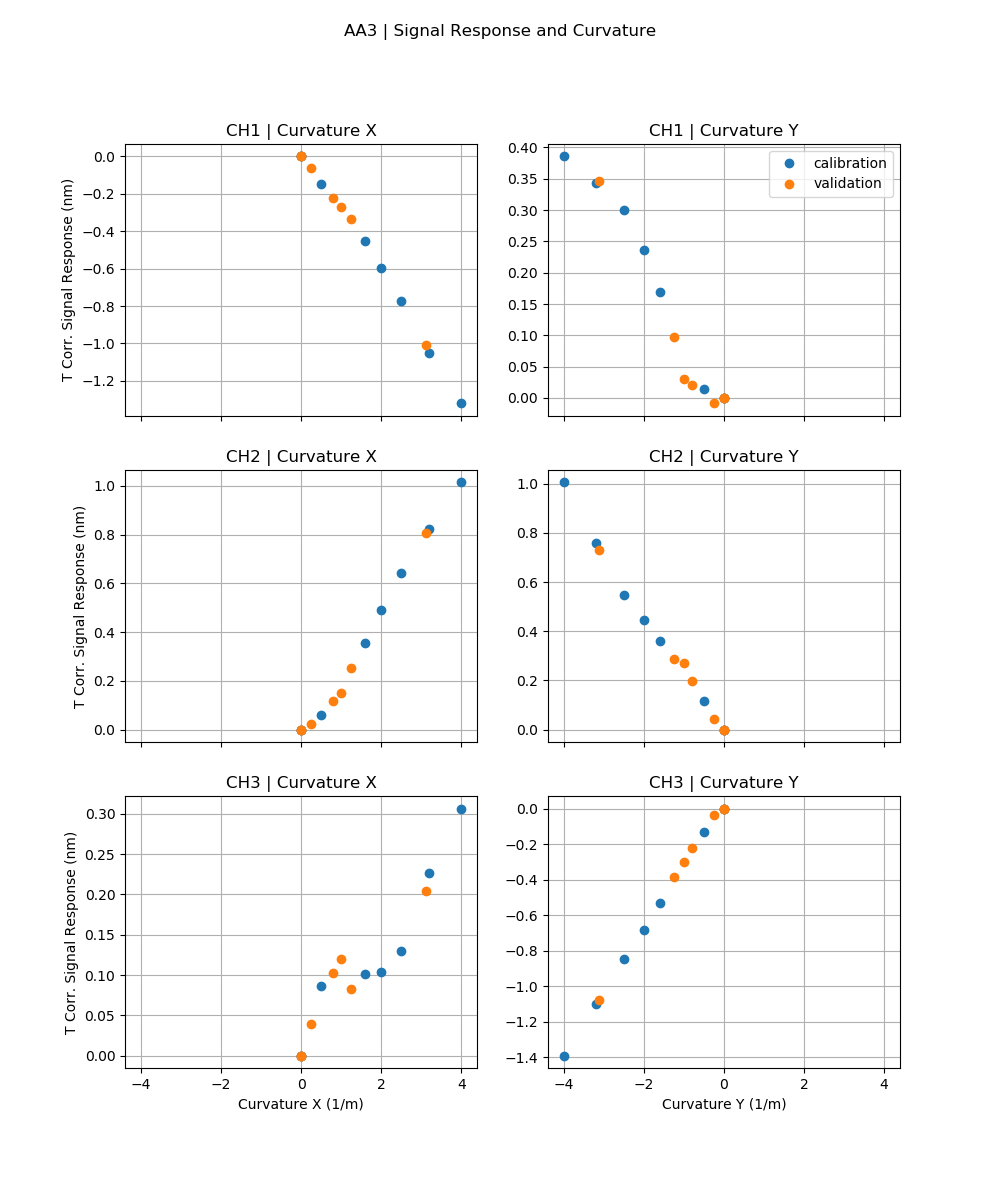 AA3 | Signal Response and Curvature
CH1 | Curvature X
CH1 | Curvature Y
T Corr. Signal Response (nm)
0.0
−0.2
−0.4
−0.6
−0.8
−1.0
−1.2
0.40
0.35
0.30
0.25
0.20
0.15
0.10
0.05
0.00
calibration
validation
CH2 | Curvature X
CH2 | Curvature Y
T Corr. Signal Response (nm)
1.0
0.8
0.6
0.4
0.2
0.0
1.0
0.8
0.6
0.4
0.2
0.0
CH3 | Curvature X
CH3 | Curvature Y
T Corr. Signal Response (nm)
0.30
0.25
0.20
0.15
0.10
0.05
0.00
0.0
−0.2
−0.4
−0.6
−0.8
−1.0
−1.2
−1.4
−4 −2 0 2 4
−4 −2 0 2 4
Curvature X (1/m)
Curvature Y (1/m)